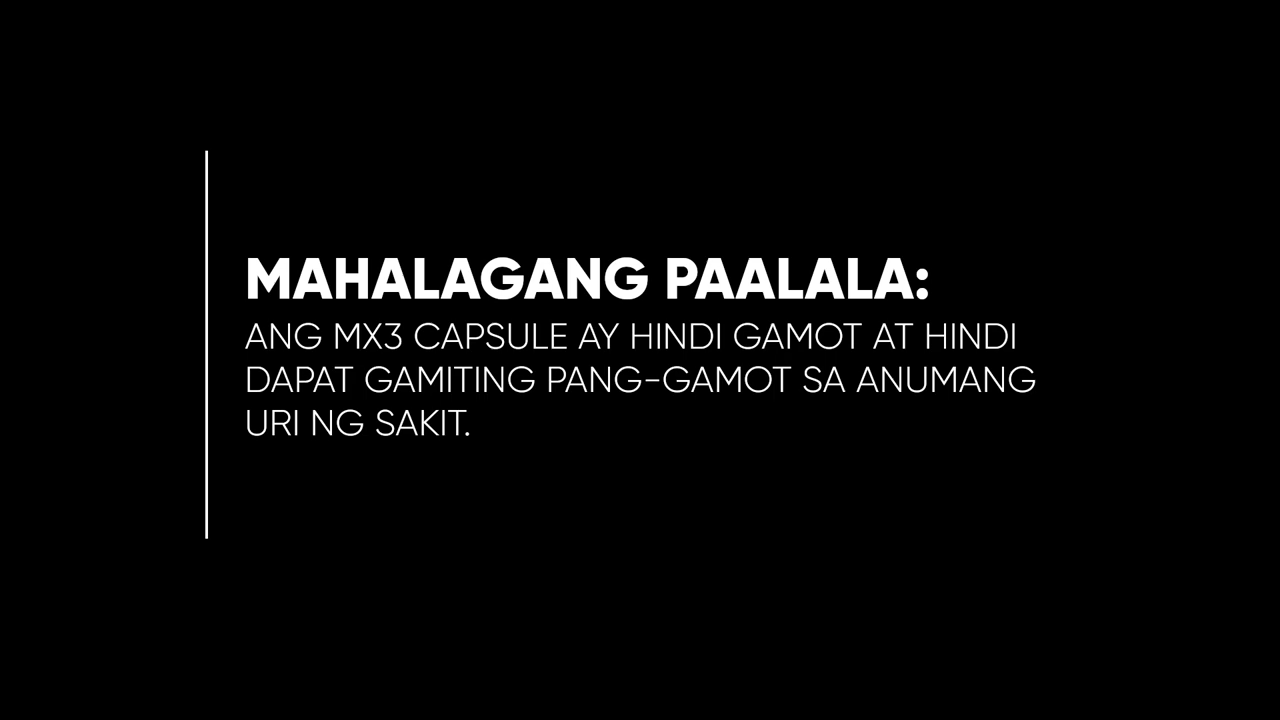 MAHALAGANG PAALALA:
ANG MX3 CAPSULE AY HINDI GAMOT AT HINDI
DAPAT GAMITING PANG-GAMOT SA ANUMANG
URI NG SAKIT.